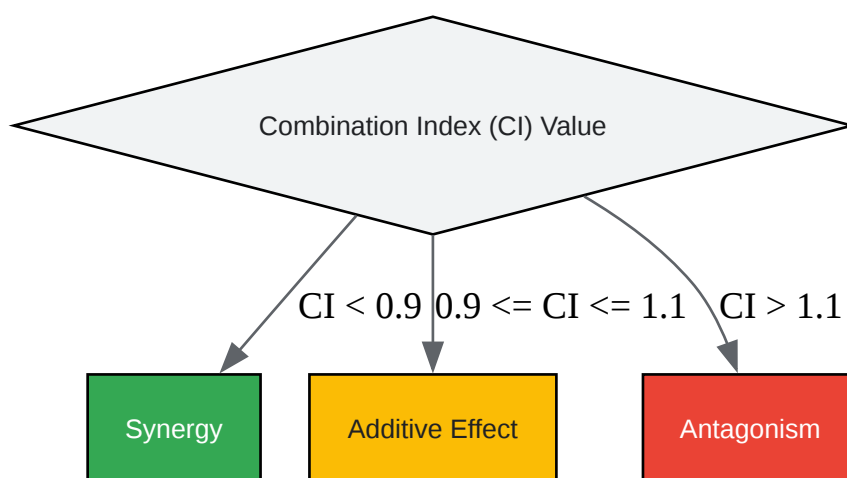 Combination Index (CI) Value
CI < 0.9
0.9 <= CI <= 1.1
CI > 1.1
Synergy
Additive Effect
Antagonism